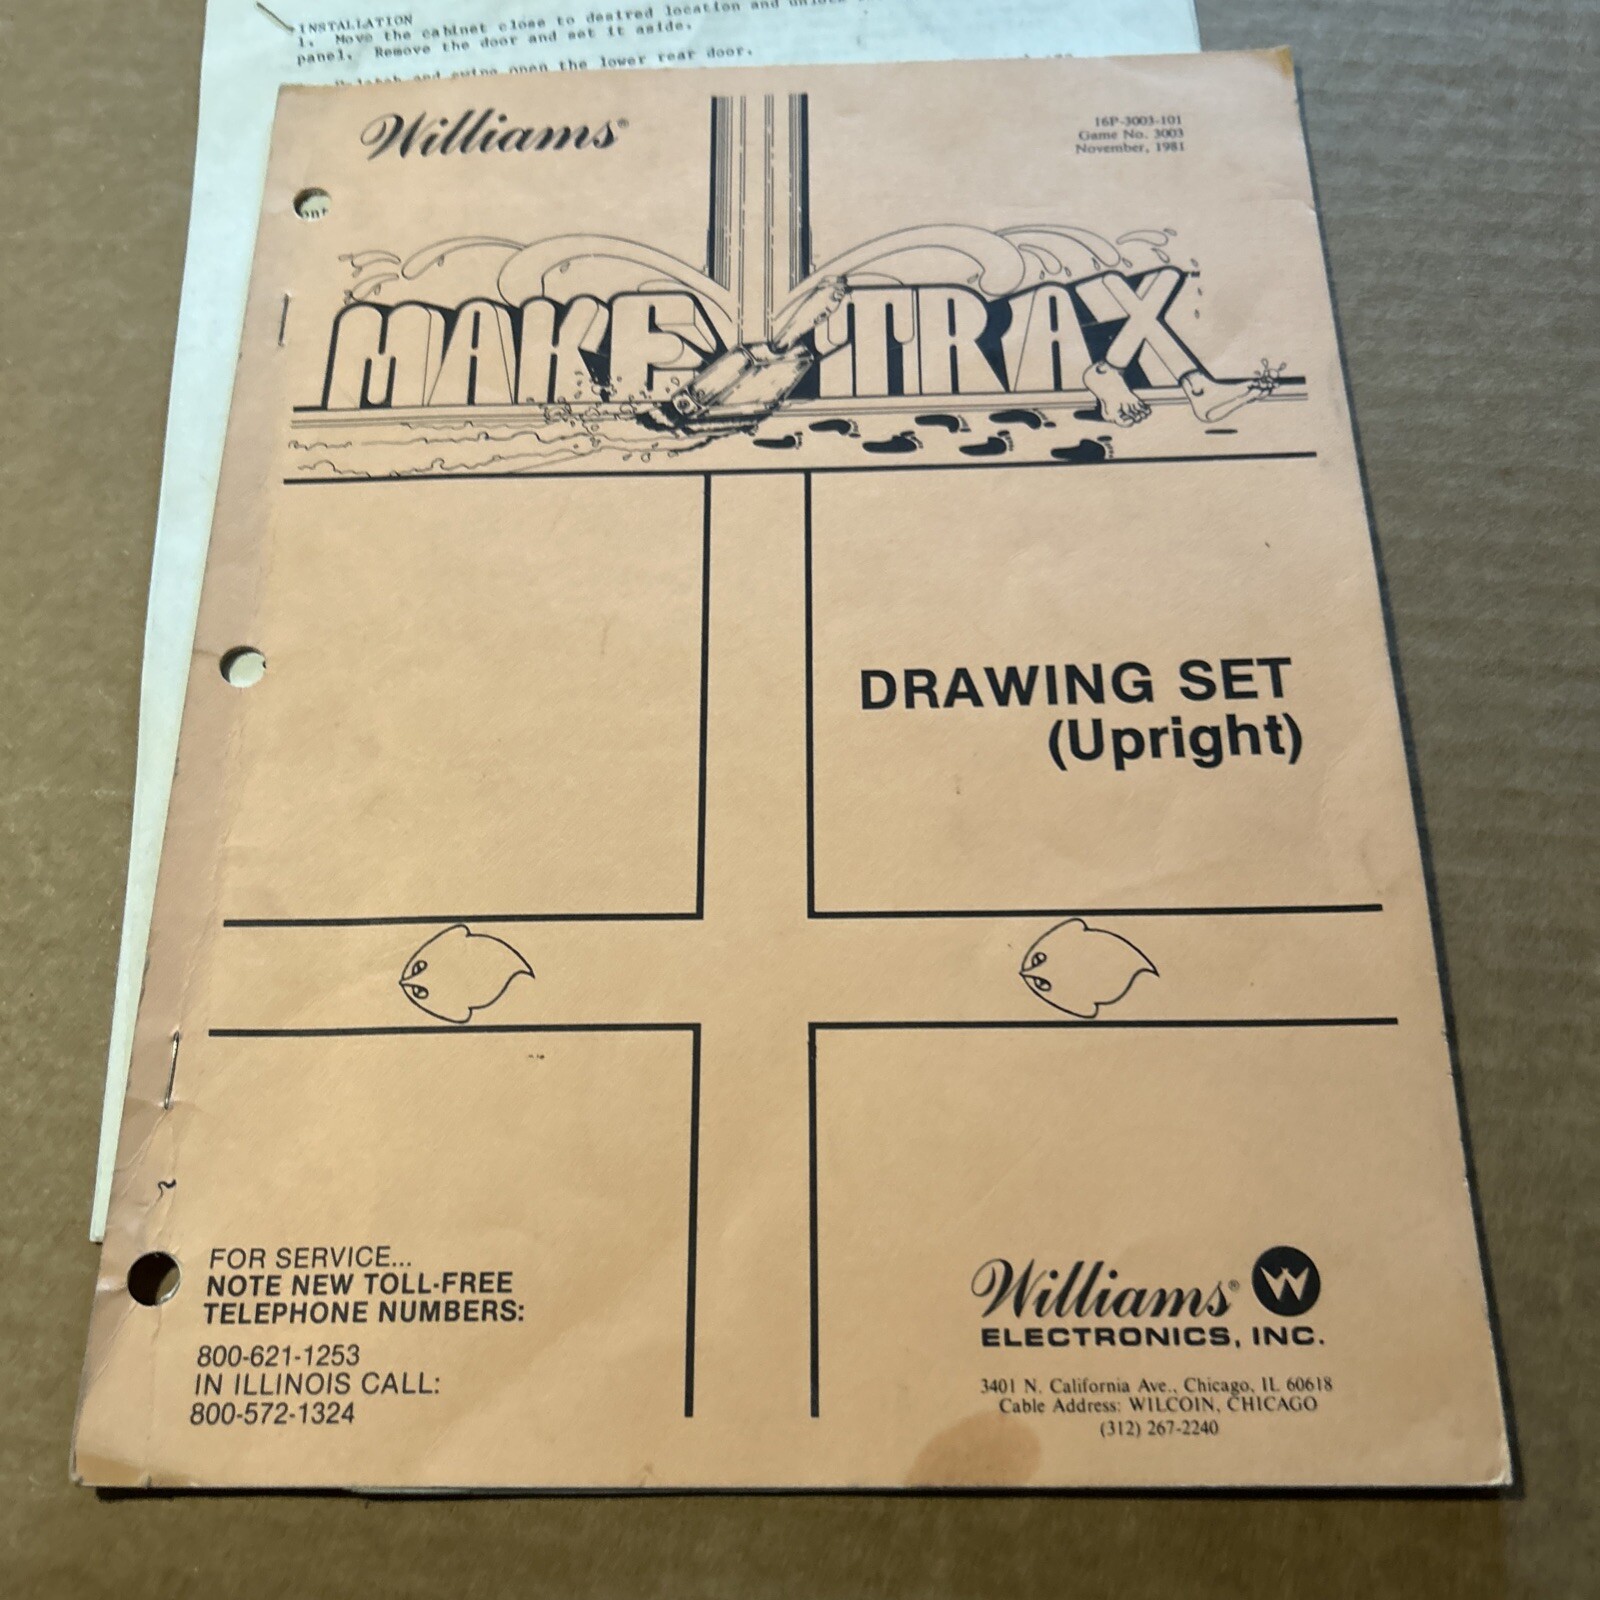 INSTALLATION
1. Move the cabinet close to desired location and
panel. Remove the door and set it aside.
and swing open the lower rear door.
Williams®
16P-3003-101
Game No. 3003
November, 1981
MAKE TRAX
DRAWING SET
(Upright)
FOR SERVICE...
NOTE NEW TOLL-FREE
TELEPHONE NUMBERS:
800-621-1253
IN ILLINOIS CALL:
800-572-1324
Williams®
ELECTRONICS, INC.
3401 N. California Ave., Chicago, IL 60618
Cable Address: WILCOIN, CHICAGO
(312) 267-2240